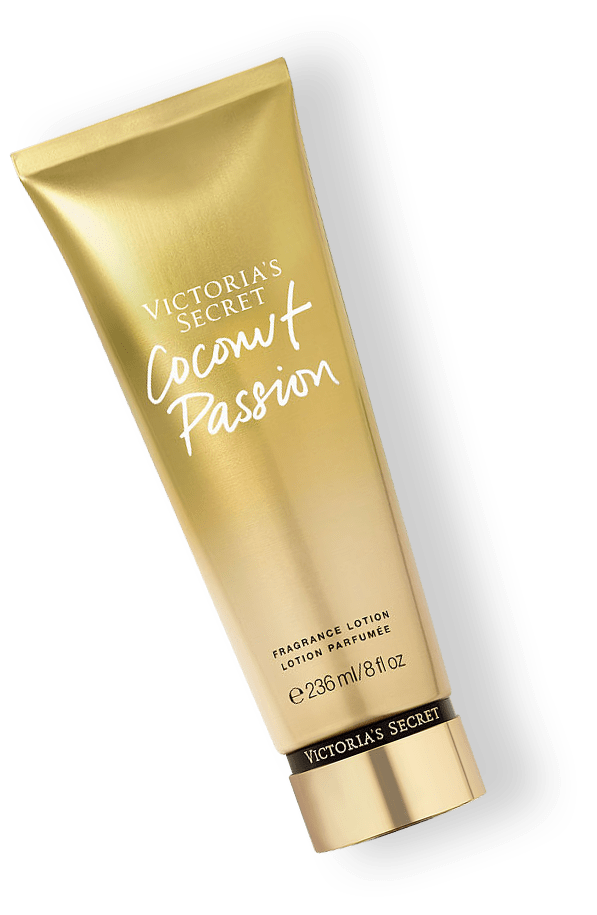 VICTORIA'S
SECRET
Coconut
Passion
FRAGRANCE LOTION
LOTION PARFUMÉE
℮236 ml/8 fl oz
VICTORIA'S SECRET